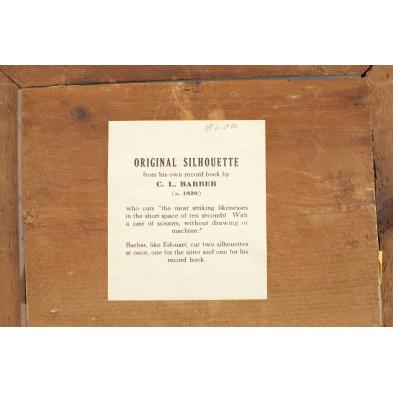 ORIGINAL SILHOUETTE
from his own record book by
C. L. BARBER
(c. 1820)
who cuts "the most striking likenesses
in the short space of ten seconds! With
a pair of scissors, without drawing or
machine."
Barber, like Edouart, cut two silhouettes
at once, one for the sitter and one for his
record book.